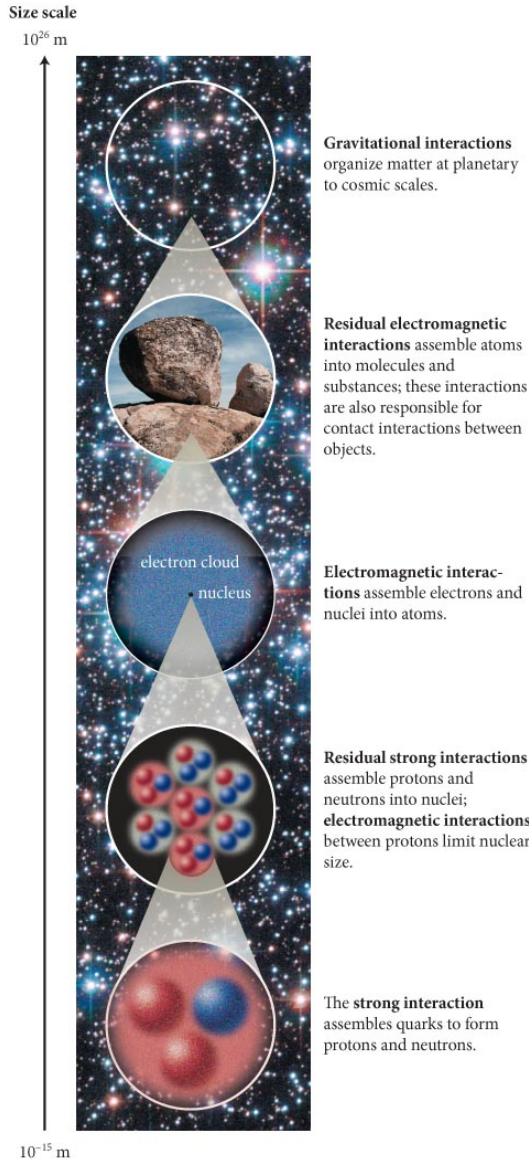 Size scale
10²⁶ m
Gravitational interactions
organize matter at planetary
to cosmic scales.
Residual electromagnetic
interactions assemble atoms
into molecules and
substances; these interactions
are also responsible for
contact interactions between
objects.
electron cloud
nucleus
Electromagnetic interac-
tions assemble electrons and
nuclei into atoms.
Residual strong interactions
assemble protons and
neutrons into nuclei;
electromagnetic interactions
between protons limit nuclear
size.
The strong interaction
assembles quarks to form
protons and neutrons.
10⁻¹⁵ m